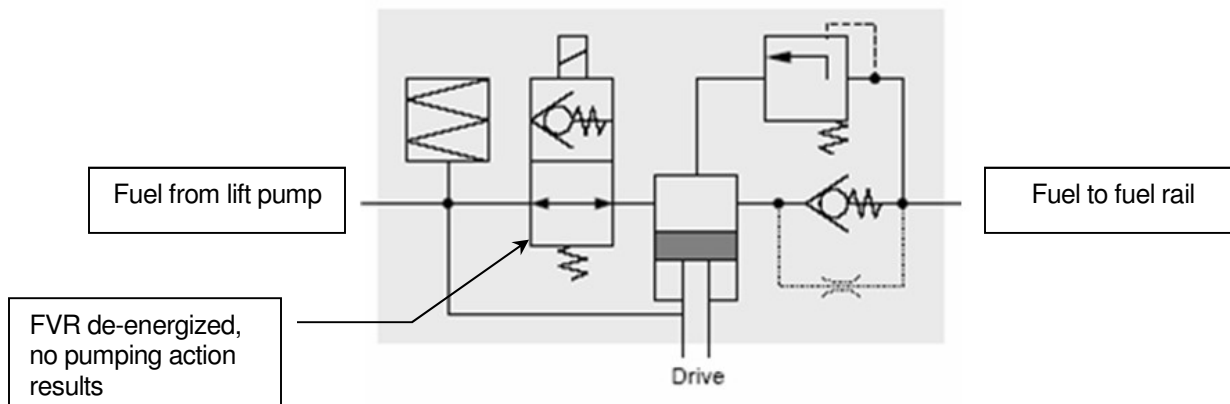 Fuel from lift pump
Fuel to fuel rail
FVR de-energized,
no pumping action
results
Drive